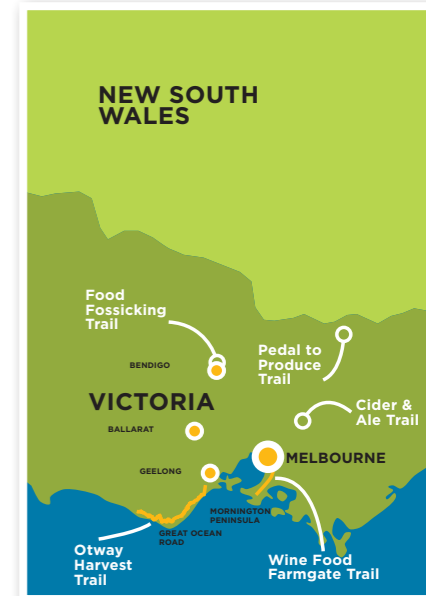 NEW SOUTH
WALES
Food
Fossicking
Trail
BENDIGO
Pedal to
Produce
Trail
VICTORIA
Cider &
Ale Trail
BALLARAT
MELBOURNE
GEELONG
MORNINGTON
PENINSULA
GREAT OCEAN
ROAD
Otway
Harvest
Trail
Wine Food
Farmgate Trail